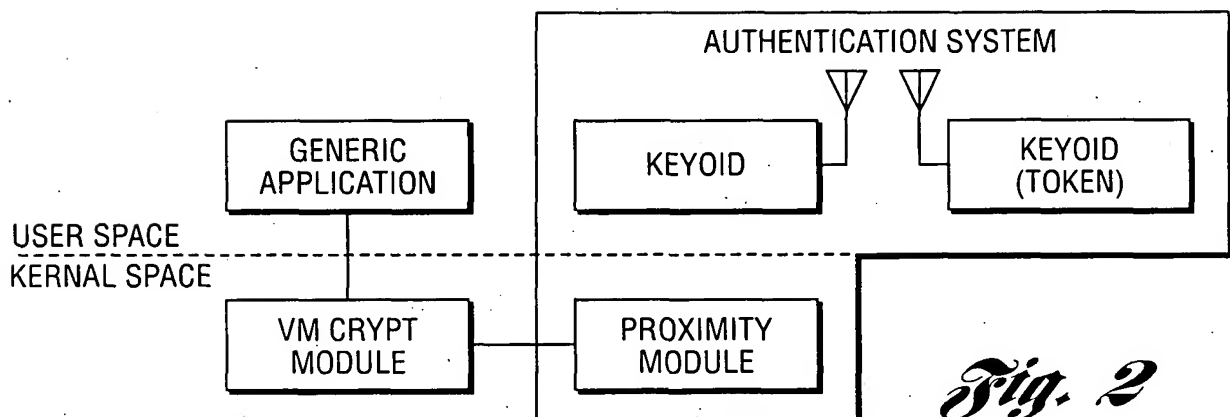 AUTHENTICATION SYSTEM
GENERIC
APPLICATION
KEYOID
KEYOID
(TOKEN)
USER SPACE
KERNAL SPACE
VM CRYPT
MODULE
PROXIMITY
MODULE
Fig. 2